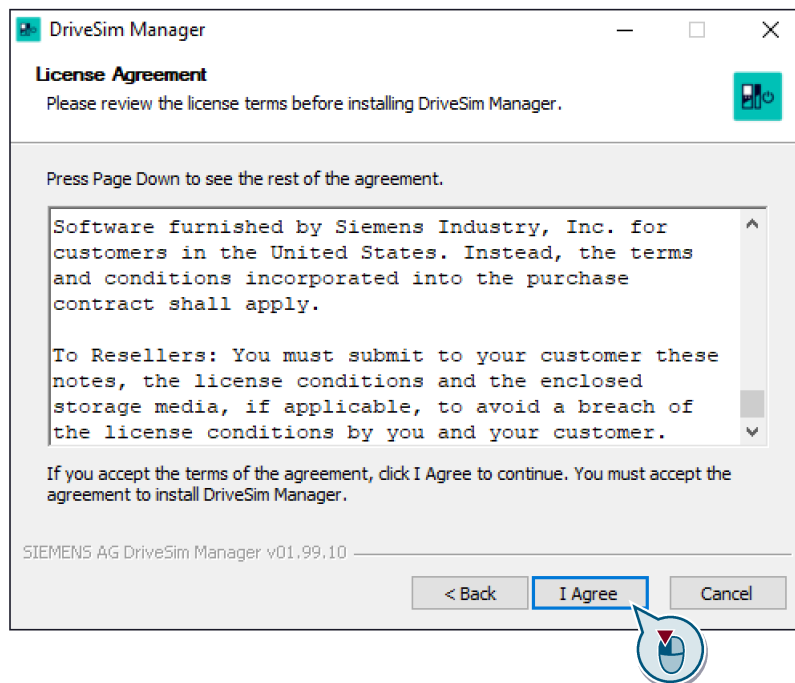 DriveSim Manager
License Agreement
Please review the license terms before installing DriveSim Manager.
Press Page Down to see the rest of the agreement.
Software furnished by Siemens Industry, Inc. for
customers in the United States. Instead, the terms
and conditions incorporated into the purchase
contract shall apply.
To Resellers: You must submit to your customer these
notes, the license conditions and the enclosed
storage media, if applicable, to avoid a breach of
the license conditions by you and your customer.
If you accept the terms of the agreement, click I Agree to continue. You must accept the
agreement to install DriveSim Manager.
SIEMENS AG DriveSim Manager v01.99.10
< Back I Agree Cancel